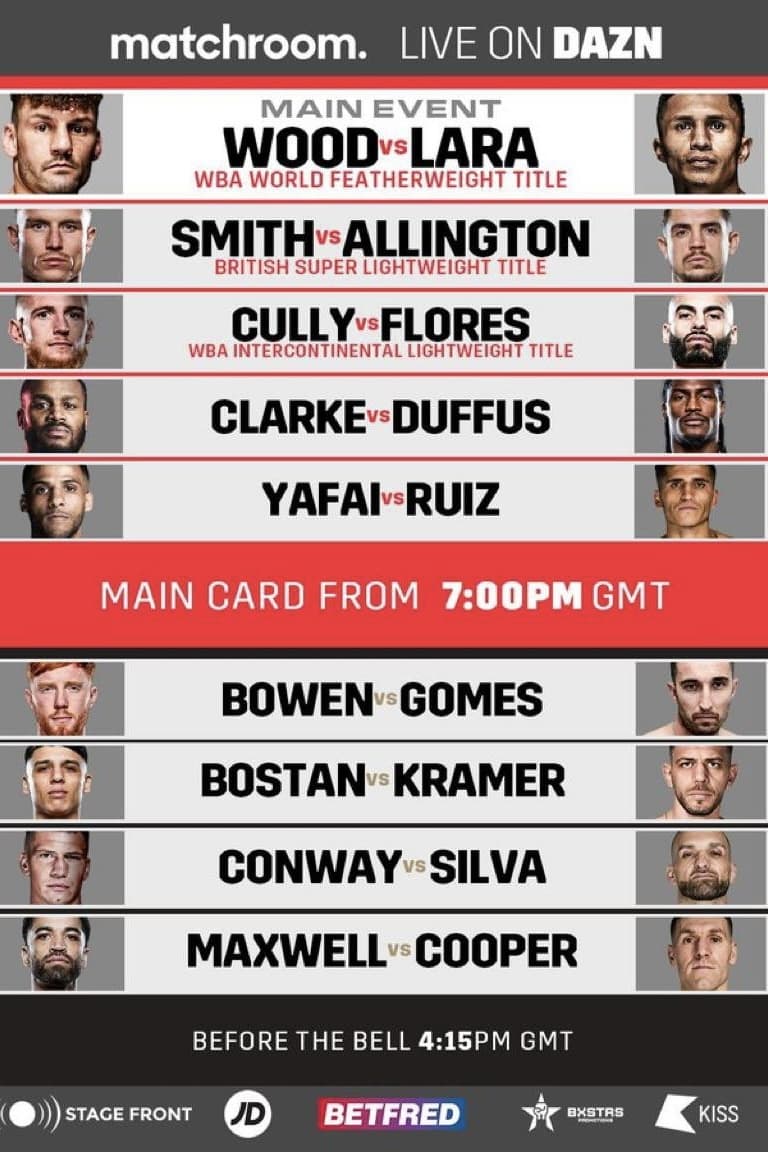 matchroom. LIVE ON DAZN
MAIN EVENT
WOOD VS LARA
WBA WORLD FEATHERWEIGHT TITLE
SMITH VS ALLINGTON
BRITISH SUPER LIGHTWEIGHT TITLE
CULLY VS FLORES
WBA INTERCONTINENTAL LIGHTWEIGHT TITLE
CLARKE VS DUFFUS
YAFAI VS RUIZ
MAIN CARD FROM 7:00PM GMT
BOWEN VS GOMES
BOSTAN VS KRAMER
CONWAY VS SILVA
MAXWELL VS COOPER
BEFORE THE BELL 4:15PM GMT
STAGE FRONT JD BETFRED BXSTRS PROMOTIONS KISS